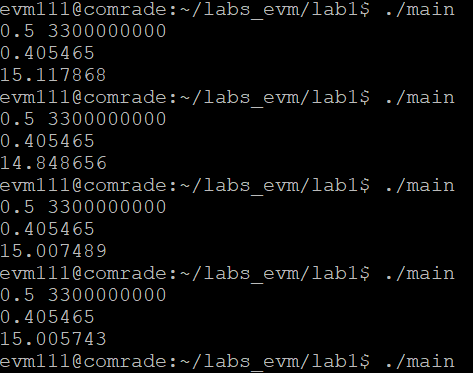 evm111@comrade:~/labs_evm/lab1$ ./main
0.5 3300000000
0.405465
15.117868
evm111@comrade:~/labs_evm/lab1$ ./main
0.5 3300000000
0.405465
14.848656
evm111@comrade:~/labs_evm/lab1$ ./main
0.5 3300000000
0.405465
15.007489
evm111@comrade:~/labs_evm/lab1$ ./main
0.5 3300000000
0.405465
15.005743
evm111@comrade:~/labs_evm/lab1$ ./main